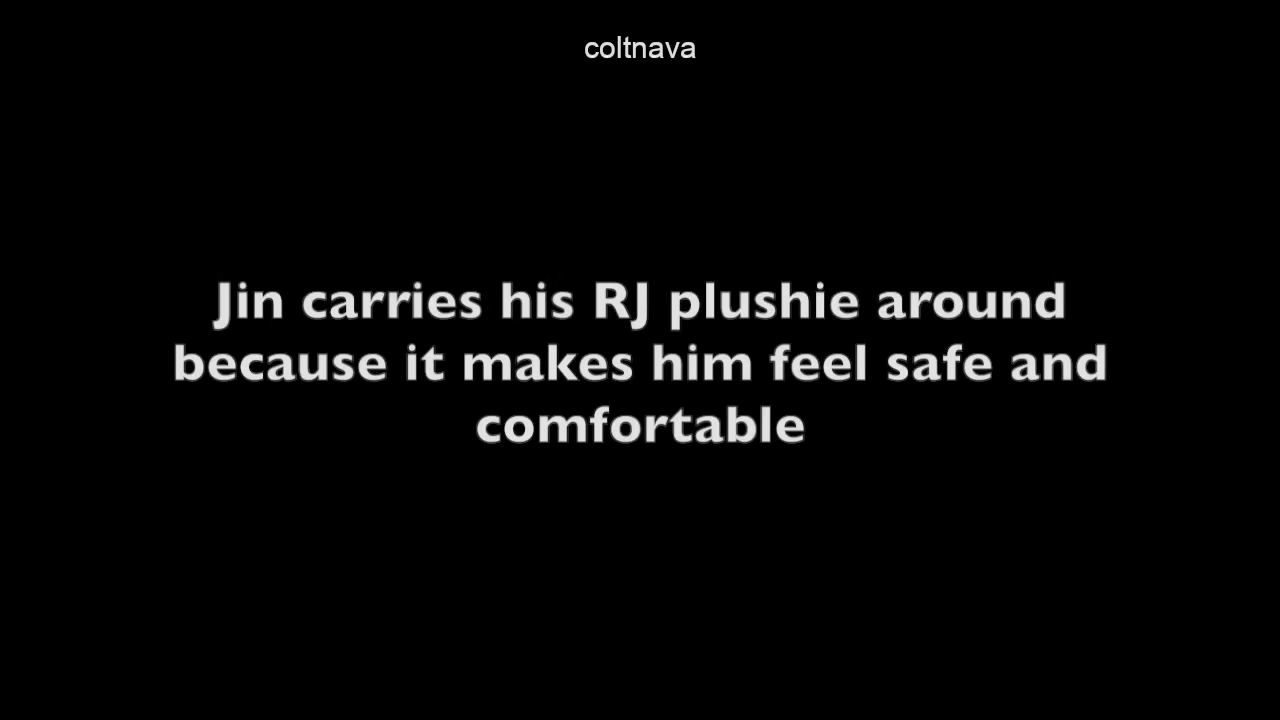 coltnava
Jin carries his RJ plushie around
because it makes him feel safe and
comfortable